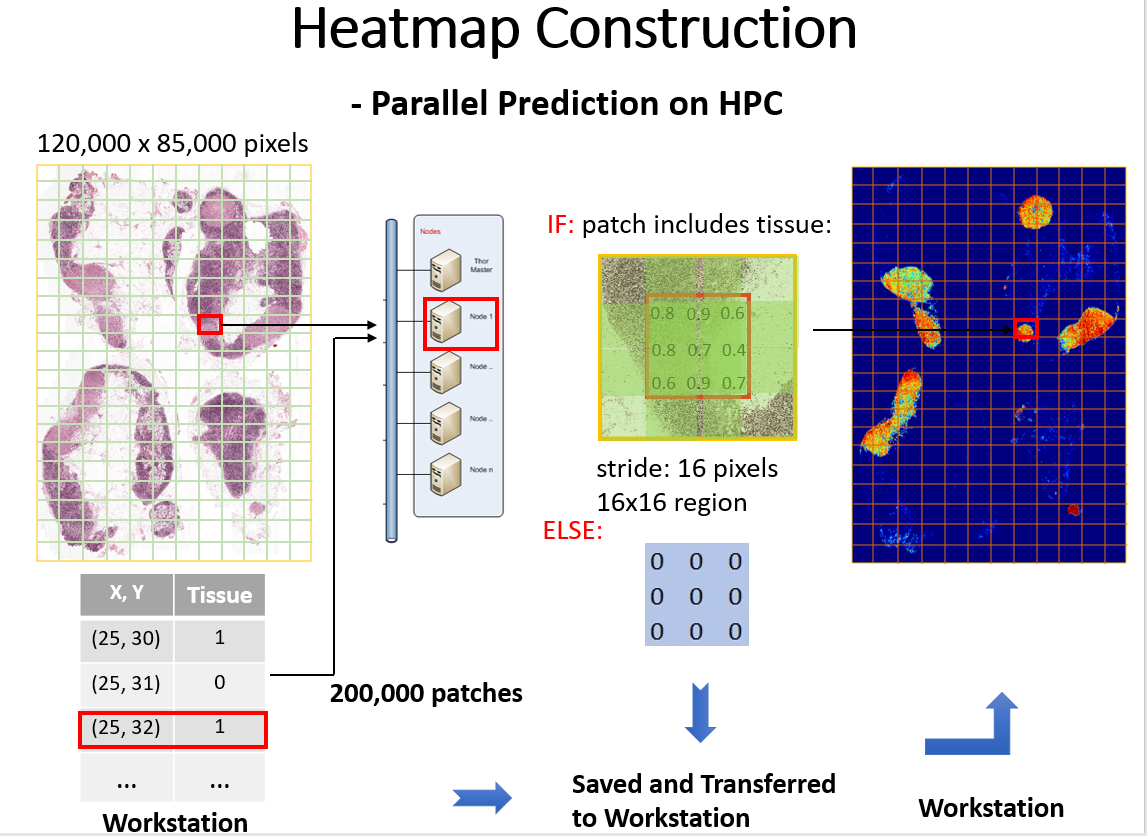 Heatmap Construction
- Parallel Prediction on HPC
120,000 x 85,000 pixels
Nodes
Thor
Master
Node 1
Node ..
Node ..
Node n
IF: patch includes tissue:
0.8 0.9 0.6
0.8 0.7 0.4
0.6 0.9 0.7
stride: 16 pixels
16x16 region
ELSE:
0 0 0
0 0 0
0 0 0
X, Y Tissue
(25, 30) 1
(25, 31) 0
(25, 32) 1
... ...
Workstation
200,000 patches
Saved and Transferred
to Workstation
Workstation